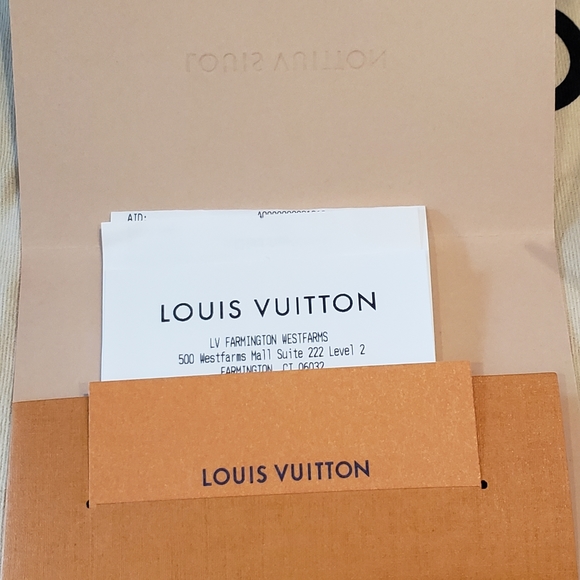 LOUIS VUITTON
AID:
LOUIS VUITTON
LV FARMINGTON WESTFARMS
500 Westfarms Mall Suite 222 Level 2
FARMINGTON, CT 06032
LOUIS VUITTON